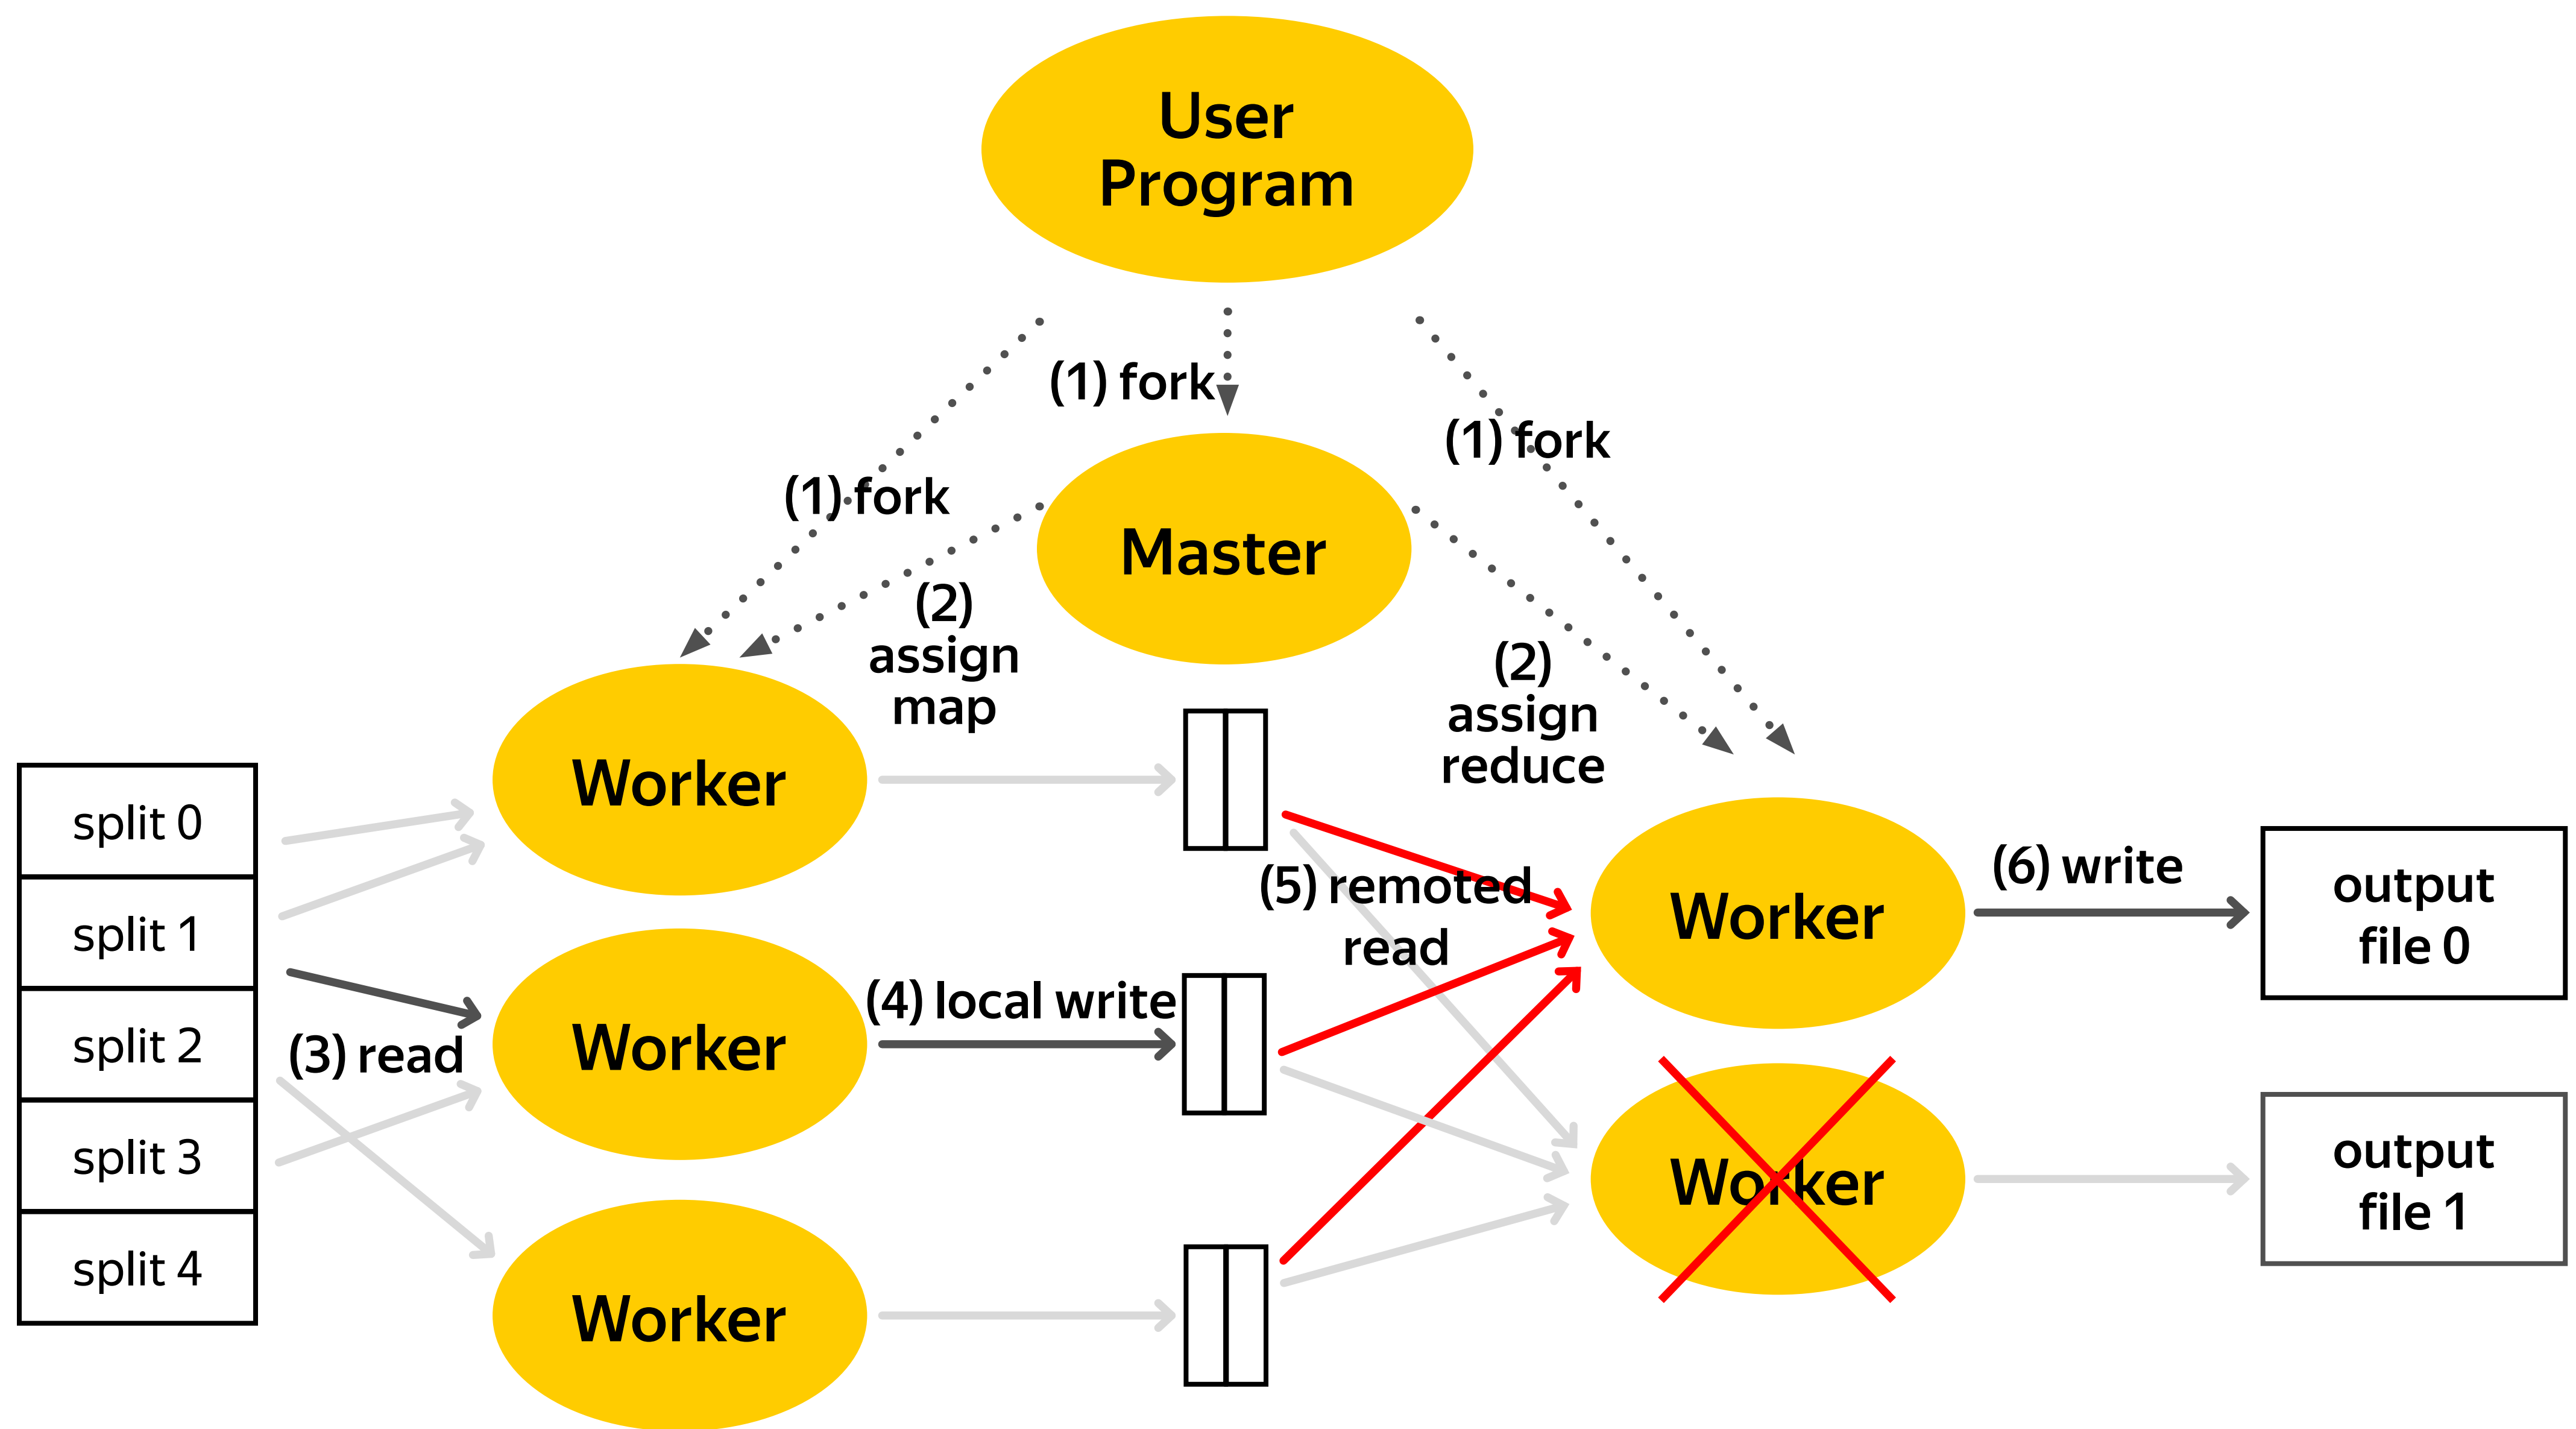 User
Program
(1) fork
(1) fork
(1) fork
Master
(2)
assign
map
(2)
assign
reduce
split 0
split 1
split 2
split 3
split 4
(3) read
Worker
Worker
Worker
(4) local write
(5) remoted
read
Worker
Worker
(6) write
output
file 0
output
file 1